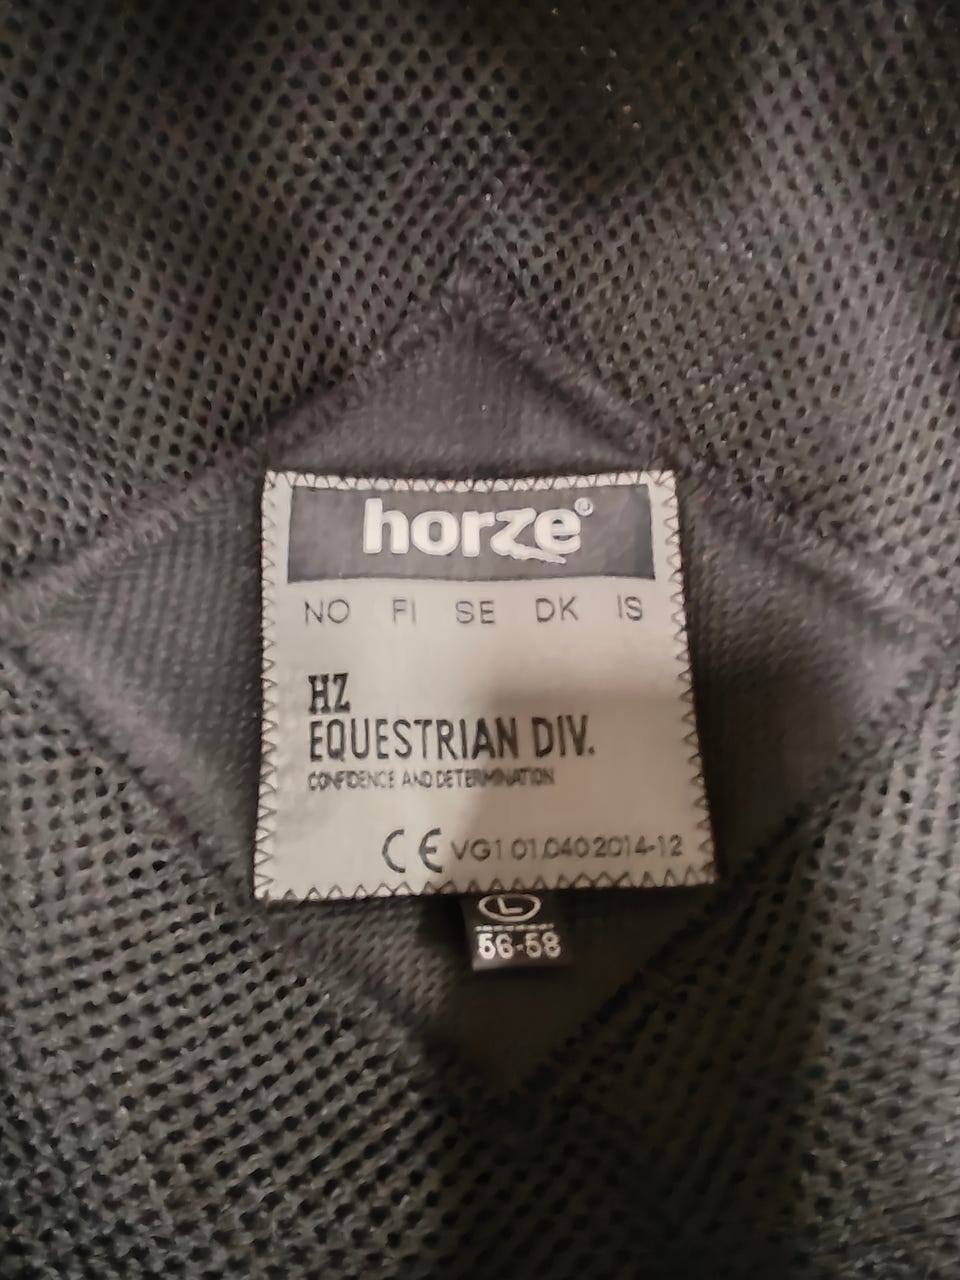 horze®
NO FI SE DK IS
HZ
EQUESTRIAN DIV.
CONFIDENCE AND DETERMINATION
CE VG1 01.040 2014-12
L
56-58